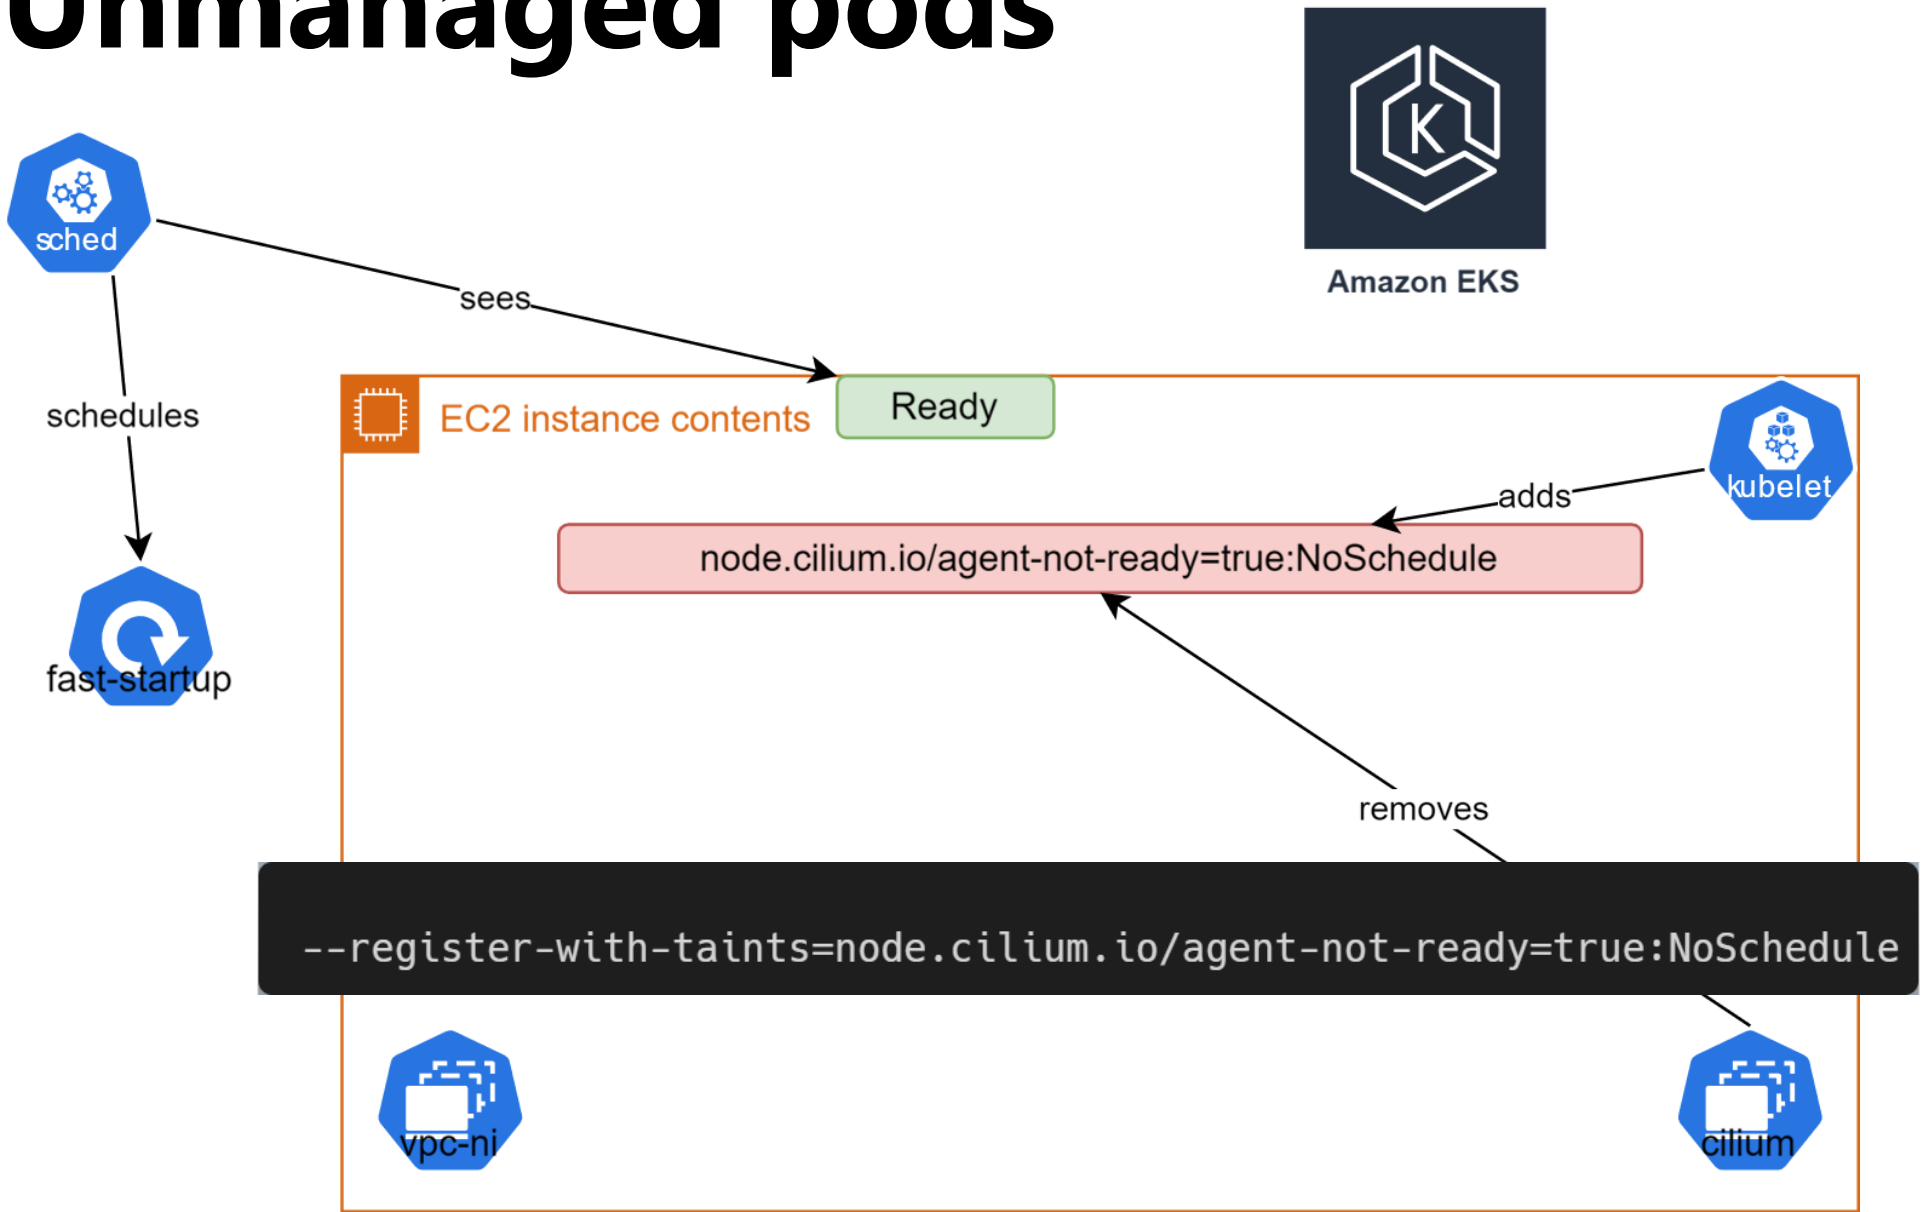 Unmanaged pods
K
Amazon EKS
sched
sees
schedules
EC2 instance contents
Ready
kubelet
adds
node.cilium.io/agent-not-ready=true:NoSchedule
fast-startup
removes
--register-with-taints=node.cilium.io/agent-not-ready=true:NoSchedule
vpc-ni
cilium